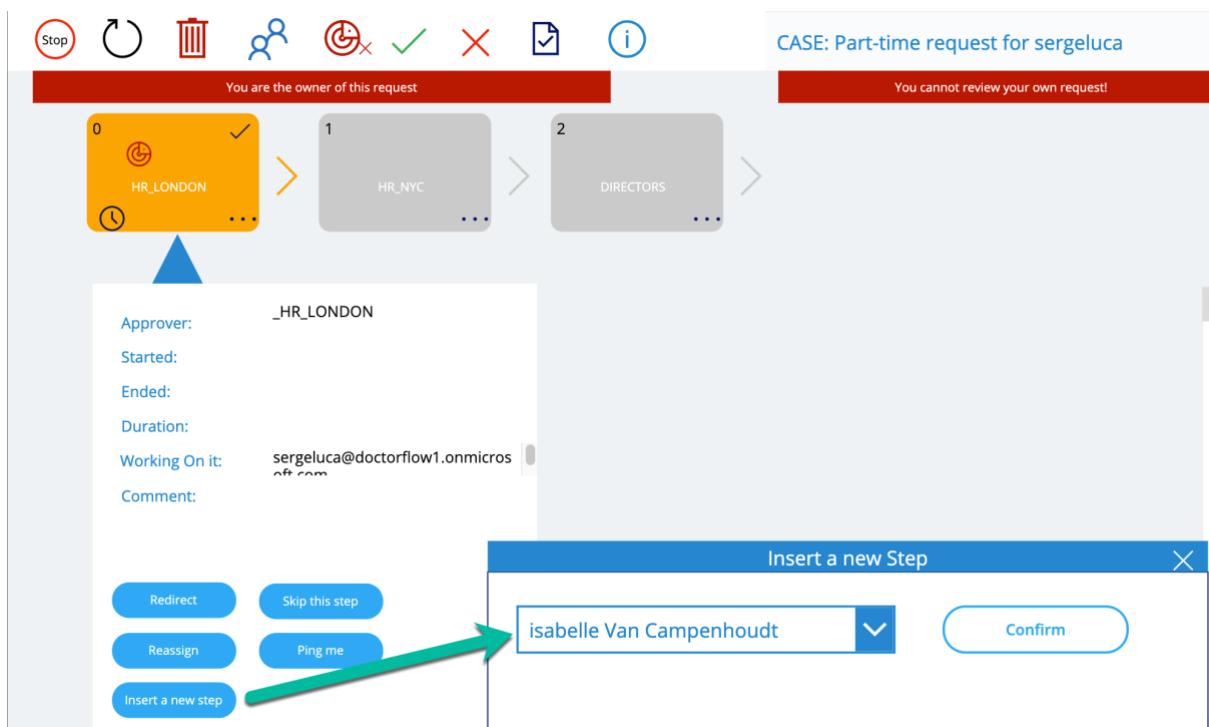 Stop
CASE: Part-time request for sergeluca
You are the owner of this request
You cannot review your own request!
0
1
2
HR_LONDON
HR_NYC
DIRECTORS
Approver:
_HR_LONDON
Started:
Ended:
Duration:
Working On it:
sergeluca@doctorflow1.onmicros
oft.com
Comment:
Insert a new Step
Redirect
Skip this step
isabelle Van Campenhoudt
Confirm
Reassign
Ping me
Insert a new step